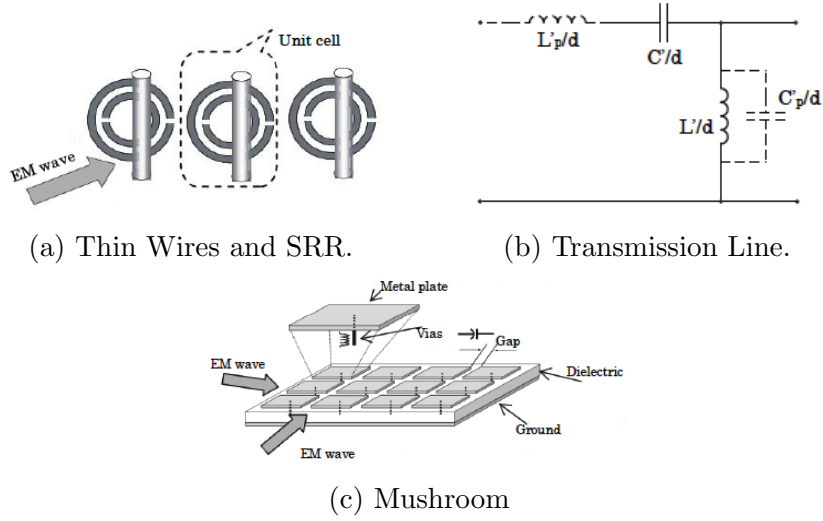 Unit cell
EM wave
(a) Thin Wires and SRR.
L'p/d
C'/d
L'/d
C'p/d
(b) Transmission Line.
Metal plate
Vias
Gap
EM wave
Dielectric
Ground
EM wave
(c) Mushroom